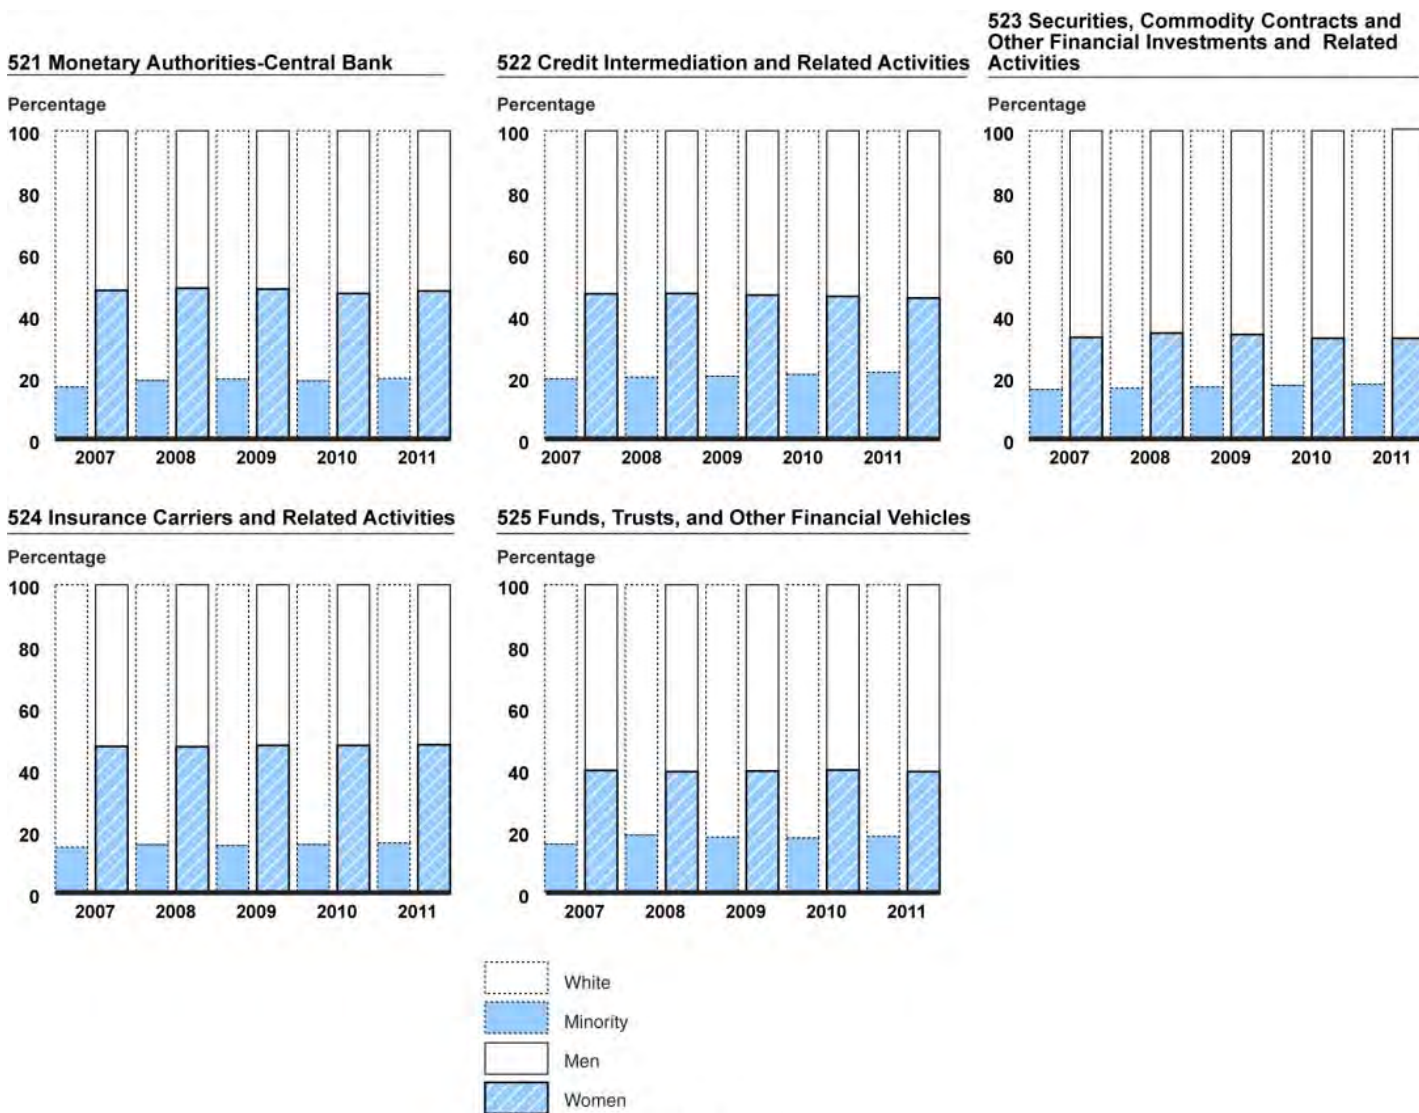 521 Monetary Authorities-Central Bank
Percentage
100
80
60
40
20
0
2007 2008 2009 2010 2011
522 Credit Intermediation and Related Activities
Percentage
100
80
60
40
20
0
2007 2008 2009 2010 2011
523 Securities, Commodity Contracts and
Other Financial Investments and Related
Activities
Percentage
100
80
60
40
20
0
2007 2008 2009 2010 2011
524 Insurance Carriers and Related Activities
Percentage
100
80
60
40
20
0
2007 2008 2009 2010 2011
525 Funds, Trusts, and Other Financial Vehicles
Percentage
100
80
60
40
20
0
2007 2008 2009 2010 2011
White
Minority
Men
Women